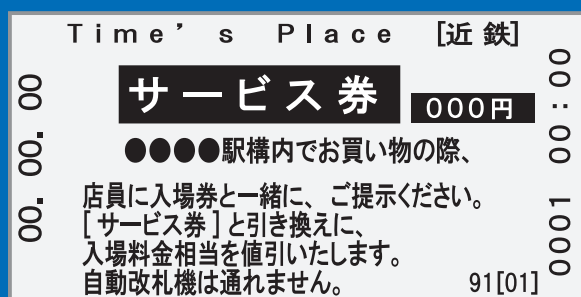 Time's Place [近鉄]
サービス券 000円
●●●●駅構内でお買い物の際、
店員に入場券と一緒に、ご提示ください。
[サービス券]と引き換えに、
入場料金相当を値引いたします。
自動改札機は通れません。 91[01]
00. 00. 00
0001 00:00